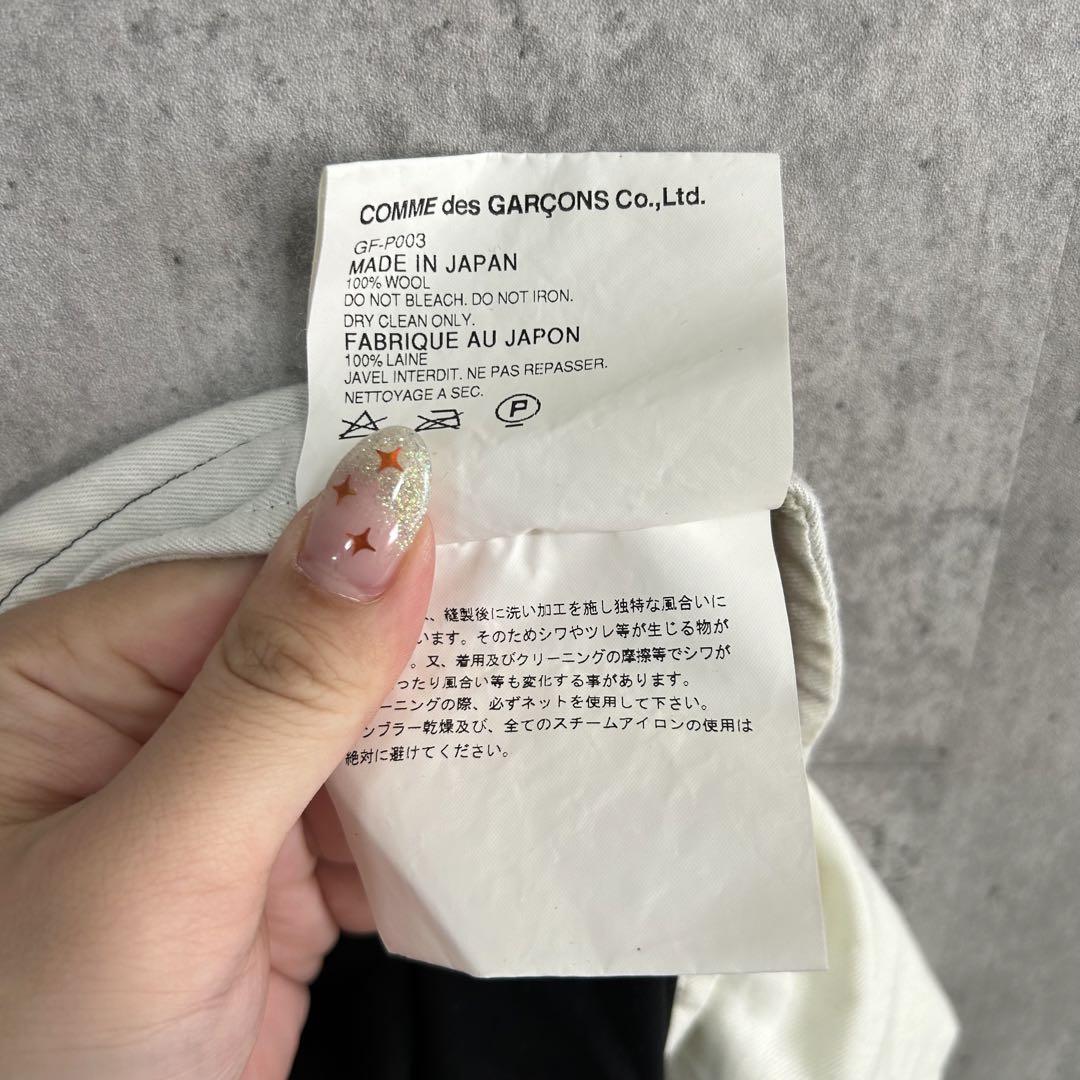 COMME des GARÇONS Co.,Ltd.
GF-P003
MADE IN JAPAN
100% WOOL
DO NOT BLEACH. DO NOT IRON.
DRY CLEAN ONLY.
FABRIQUE AU JAPON
100% LAINE
JAVEL INTERDIT. NE PAS REPASSER.
NETTOYAGE A SEC.
P
、縫製後に洗い加工を施し独特な風合いに
います。そのためシワやツレ等が生じる物が
。又、着用及びクリーニングの摩擦等でシワが
ったり風合い等も変化する事があります。
ーニングの際、必ずネットを使用して下さい。
ンブラー乾燥及び、全てのスチームアイロンの使用は
絶対に避けてください。